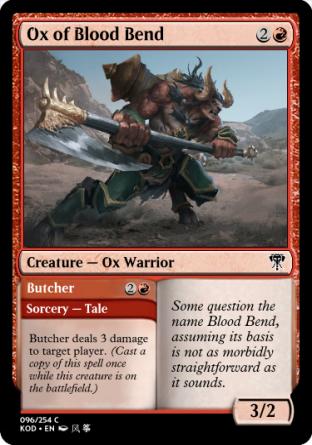 Ox of Blood Bend 2
Creature — Ox Warrior
Butcher 2
Sorcery — Tale
Butcher deals 3 damage
to target player. (Cast a
copy of this spell once
while this creature is on
the battlefield.)
Some question the
name Blood Bend,
assuming its basis
is not as morbidly
straightforward as
it sounds.
3/2
096/254 C
KOD • EN